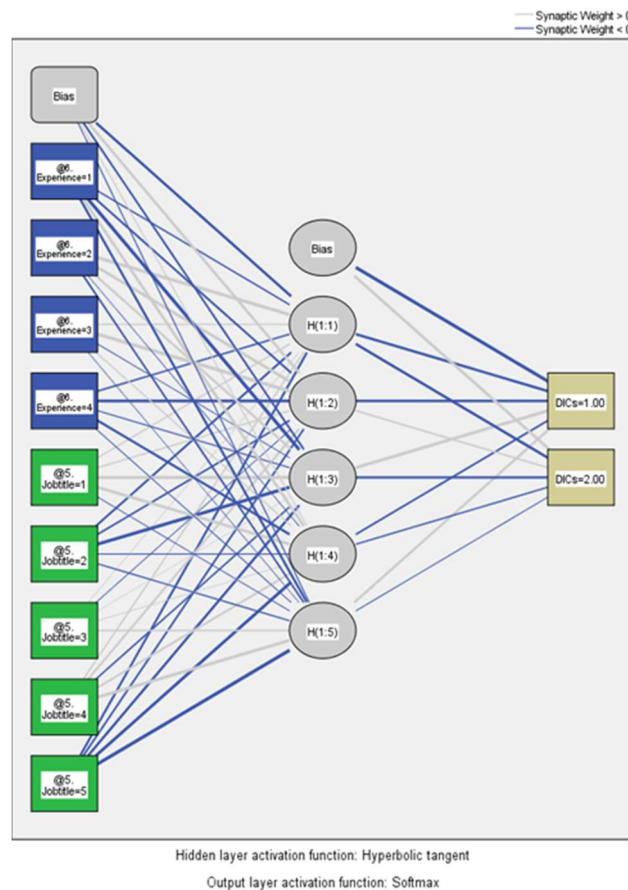 Synaptic Weight > 0
Synaptic Weight < 0
Bias
@6.
Experience=1
@6.
Experience=2
@6.
Experience=3
@6.
Experience=4
@5.
Jobtitle=1
@5.
Jobtitle=2
@5.
Jobtitle=3
@5.
Jobtitle=4
@5.
Jobtitle=5
Bias
H(1:1)
H(1:2)
H(1:3)
H(1:4)
H(1:5)
DICs=1.00
DICs=2.00
Hidden layer activation function: Hyperbolic tangent
Output layer activation function: Softmax